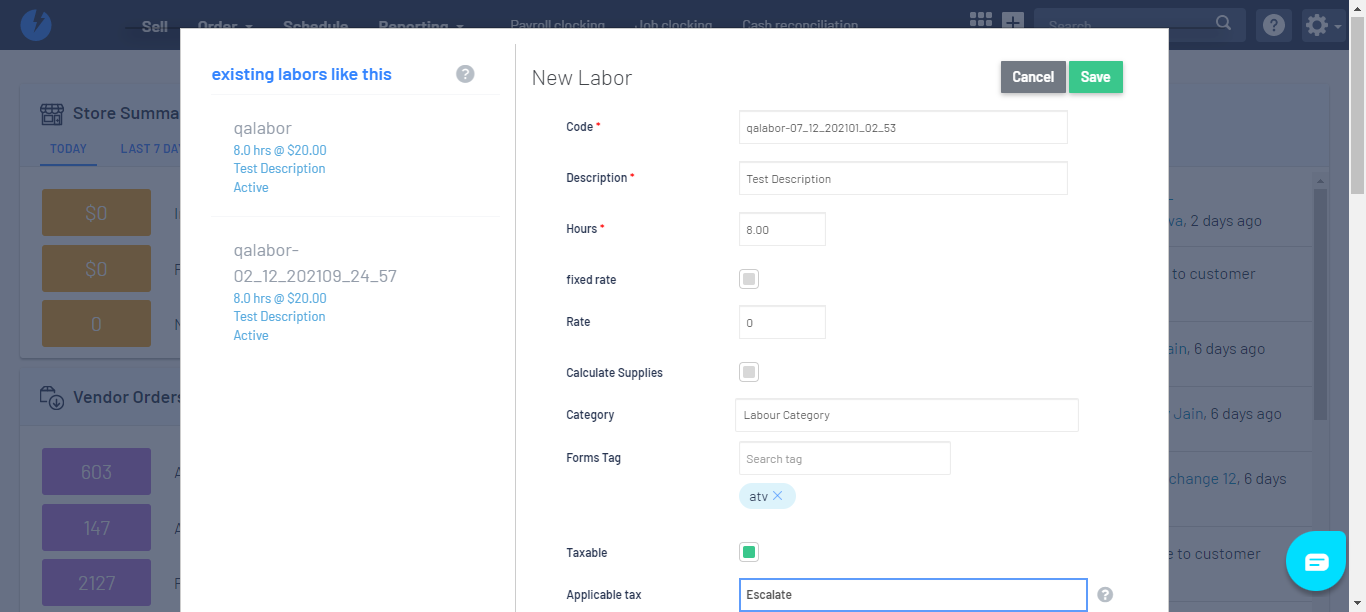 Sell Order Schedule Reporting Payroll clocking Job clocking Cash reconciliation Search
existing labors like this
New Labor
Cancel
Save
Store Summa
TODAY LAST 7 DA
qalabor
8.0 hrs @ $20.00
Test Description
Active
Code *
qalabor-07_12_202101_02_53
Description *
Test Description
$0
Hours *
8.00
, 2 days ago
qalabor-
02_12_202109_24_57
8.0 hrs @ $20.00
Test Description
Active
$0
fixed rate
to customer
0
Rate
0
, 6 days ago
Calculate Supplies
Vendor Orders
Category
Labour Category
Jain, 6 days ago
Forms Tag
Search tag
603
change 12, 6 days
atv
147
Taxable
to customer
2127
Applicable tax
Escalate